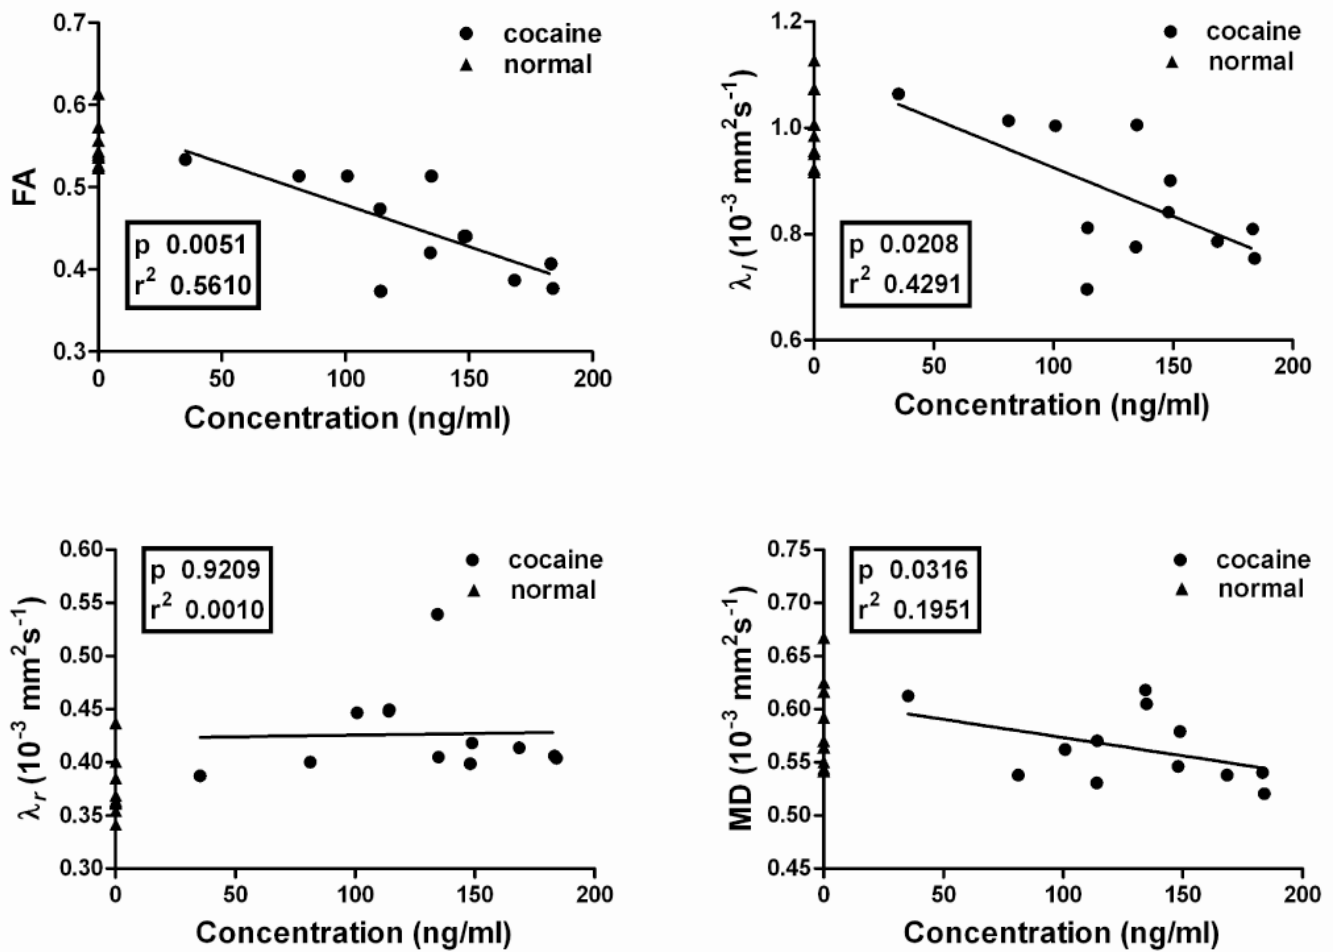 0.7
0.6
0.5
0.4
0.3
FA
cocaine
normal
p 0.0051
r² 0.5610
0 50 100 150 200
Concentration (ng/ml)
1.2
1.0
0.8
0.6
λl (10⁻³ mm²s⁻¹)
cocaine
normal
p 0.0208
r² 0.4291
0 50 100 150 200
Concentration (ng/ml)
0.60
0.55
0.50
0.45
0.40
0.35
0.30
λr (10⁻³ mm²s⁻¹)
p 0.9209
r² 0.0010
cocaine
normal
0 50 100 150 200
Concentration (ng/ml)
0.75
0.70
0.65
0.60
0.55
0.50
0.45
MD (10⁻³ mm²s⁻¹)
p 0.0316
r² 0.1951
cocaine
normal
0 50 100 150 200
Concentration (ng/ml)